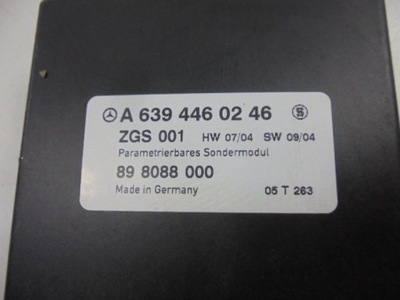 A 639 446 02 46
ZGS 001 HW 07/04 SW 09/04
Parametrierbares Sondermodul
89 8088 000
Made in Germany 05 T 263